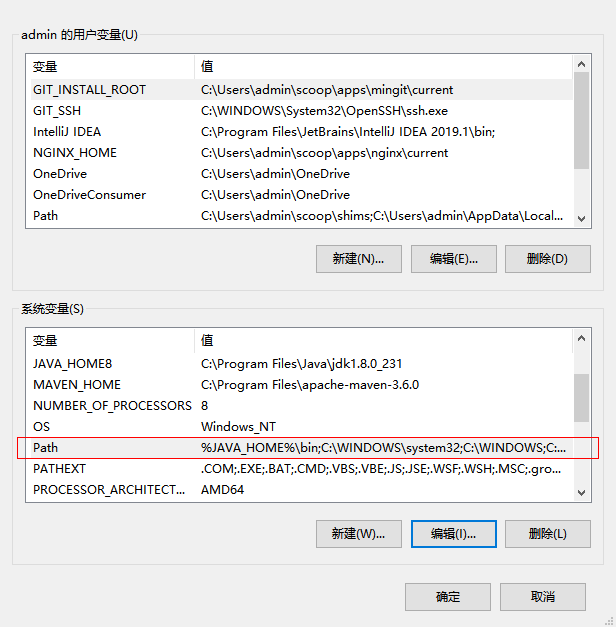 admin 的用户变量(U)
变量 值
GIT_INSTALL_ROOT C:\Users\admin\scoop\apps\mingit\current
GIT_SSH C:\WINDOWS\System32\OpenSSH\ssh.exe
IntelliJ IDEA C:\Program Files\JetBrains\IntelliJ IDEA 2019.1\bin;
NGINX_HOME C:\Users\admin\scoop\apps\nginx\current
OneDrive C:\Users\admin\OneDrive
OneDriveConsumer C:\Users\admin\OneDrive
Path C:\Users\admin\scoop\shims;C:\Users\admin\AppData\Local...
新建(N)... 编辑(E)... 删除(D)
系统变量(S)
变量 值
JAVA_HOME8 C:\Program Files\Java\jdk1.8.0_231
MAVEN_HOME C:\Program Files\apache-maven-3.6.0
NUMBER_OF_PROCESSORS 8
OS Windows_NT
Path %JAVA_HOME%\bin;C:\WINDOWS\system32;C:\WINDOWS;C:...
PATHEXT .COM;.EXE;.BAT;.CMD;.VBS;.VBE;.JS;.JSE;.WSF;.WSH;.MSC;.gro...
PROCESSOR_ARCHITECT... AMD64
新建(W)... 编辑(I)... 删除(L)
确定 取消